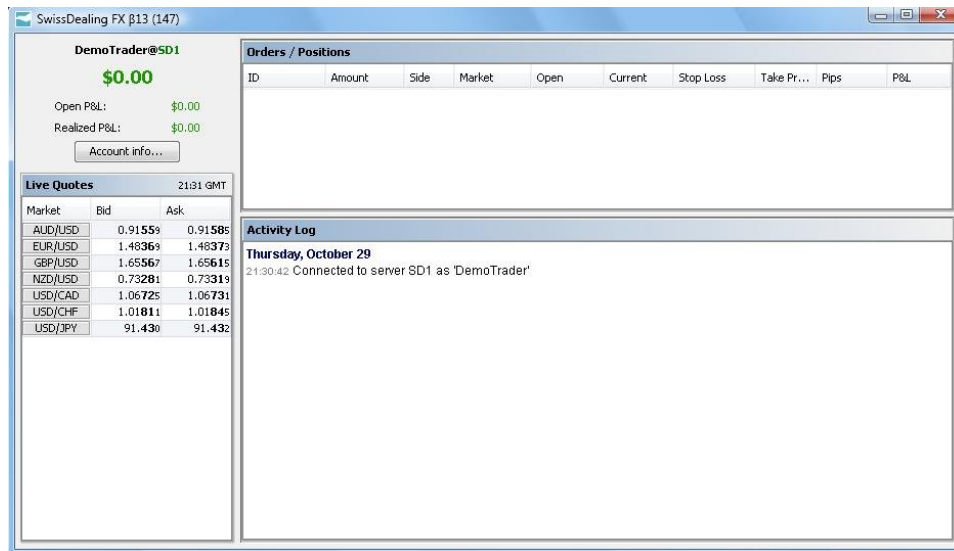 SwissDealing FX β13 (147)
DemoTrader@SD1
$0.00
Open P&L: $0.00
Realized P&L: $0.00
Account info...
Live Quotes 21:31 GMT
Market Bid Ask
AUD/USD 0.91559 0.91585
EUR/USD 1.48369 1.48373
GBP/USD 1.65567 1.65615
NZD/USD 0.73281 0.73319
USD/CAD 1.06725 1.06731
USD/CHF 1.01811 1.01845
USD/JPY 91.430 91.432
Orders / Positions
ID Amount Side Market Open Current Stop Loss Take Pr... Pips P&L
Activity Log
Thursday, October 29
21:30:42 Connected to server SD1 as 'DemoTrader'